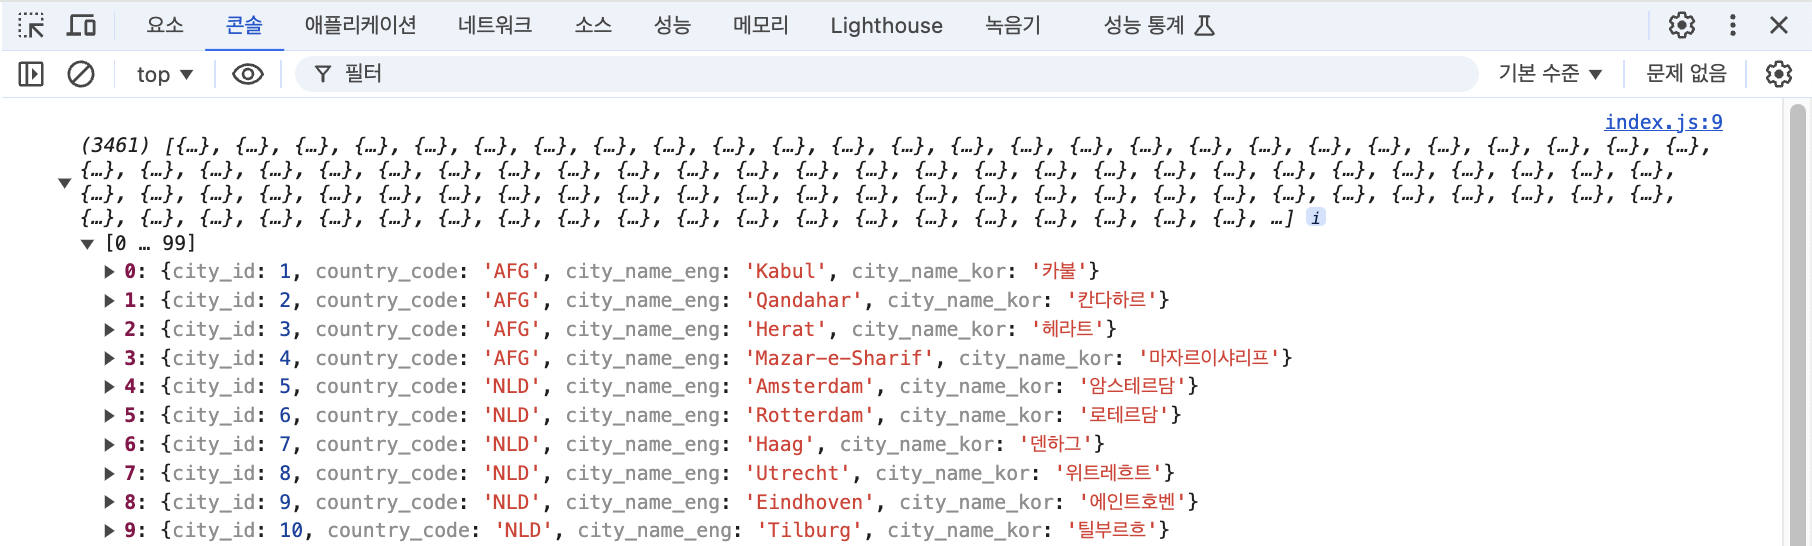 요소 콘솔 애플리케이션 네트워크 소스 성능 메모리 Lighthouse 녹음기 성능 통계
top ▼ 필터 기본 수준 ▼ 문제 없음
index.js:9
(3461) [{…}, {…}, {…}, {…}, {…}, {…}, {…}, {…}, {…}, {…}, {…}, {…}, {…}, {…}, {…}, {…}, {…}, {…}, {…}, {…}, {…}, {…}, {…}, {…}, {…}, {…},
{…}, {…}, {…}, {…}, {…}, {…}, {…}, {…}, {…}, {…}, {…}, {…}, {…}, {…}, {…}, {…}, {…}, {…}, {…}, {…}, {…}, {…}, {…}, {…}, {…}, {…}, {…},
{…}, {…}, {…}, {…}, {…}, {…}, {…}, {…}, {…}, {…}, {…}, {…}, {…}, {…}, {…}, {…}, {…}, {…}, {…}, {…}, {…}, {…}, {…}, {…}, {…}, {…}, {…},
{…}, {…}, {…}, {…}, {…}, {…}, {…}, {…}, {…}, {…}, {…}, {…}, {…}, {…}, {…}, {…}, {…}, {…}, {…}, {…}, …] i
▼ [0 … 99]
▶ 0: {city_id: 1, country_code: 'AFG', city_name_eng: 'Kabul', city_name_kor: '카불'}
▶ 1: {city_id: 2, country_code: 'AFG', city_name_eng: 'Qandahar', city_name_kor: '칸다하르'}
▶ 2: {city_id: 3, country_code: 'AFG', city_name_eng: 'Herat', city_name_kor: '헤라트'}
▶ 3: {city_id: 4, country_code: 'AFG', city_name_eng: 'Mazar-e-Sharif', city_name_kor: '마자르이샤리프'}
▶ 4: {city_id: 5, country_code: 'NLD', city_name_eng: 'Amsterdam', city_name_kor: '암스테르담'}
▶ 5: {city_id: 6, country_code: 'NLD', city_name_eng: 'Rotterdam', city_name_kor: '로테르담'}
▶ 6: {city_id: 7, country_code: 'NLD', city_name_eng: 'Haag', city_name_kor: '덴하그'}
▶ 7: {city_id: 8, country_code: 'NLD', city_name_eng: 'Utrecht', city_name_kor: '위트레흐트'}
▶ 8: {city_id: 9, country_code: 'NLD', city_name_eng: 'Eindhoven', city_name_kor: '에인트호벤'}
▶ 9: {city_id: 10, country_code: 'NLD', city_name_eng: 'Tilburg', city_name_kor: '틸부르흐'}